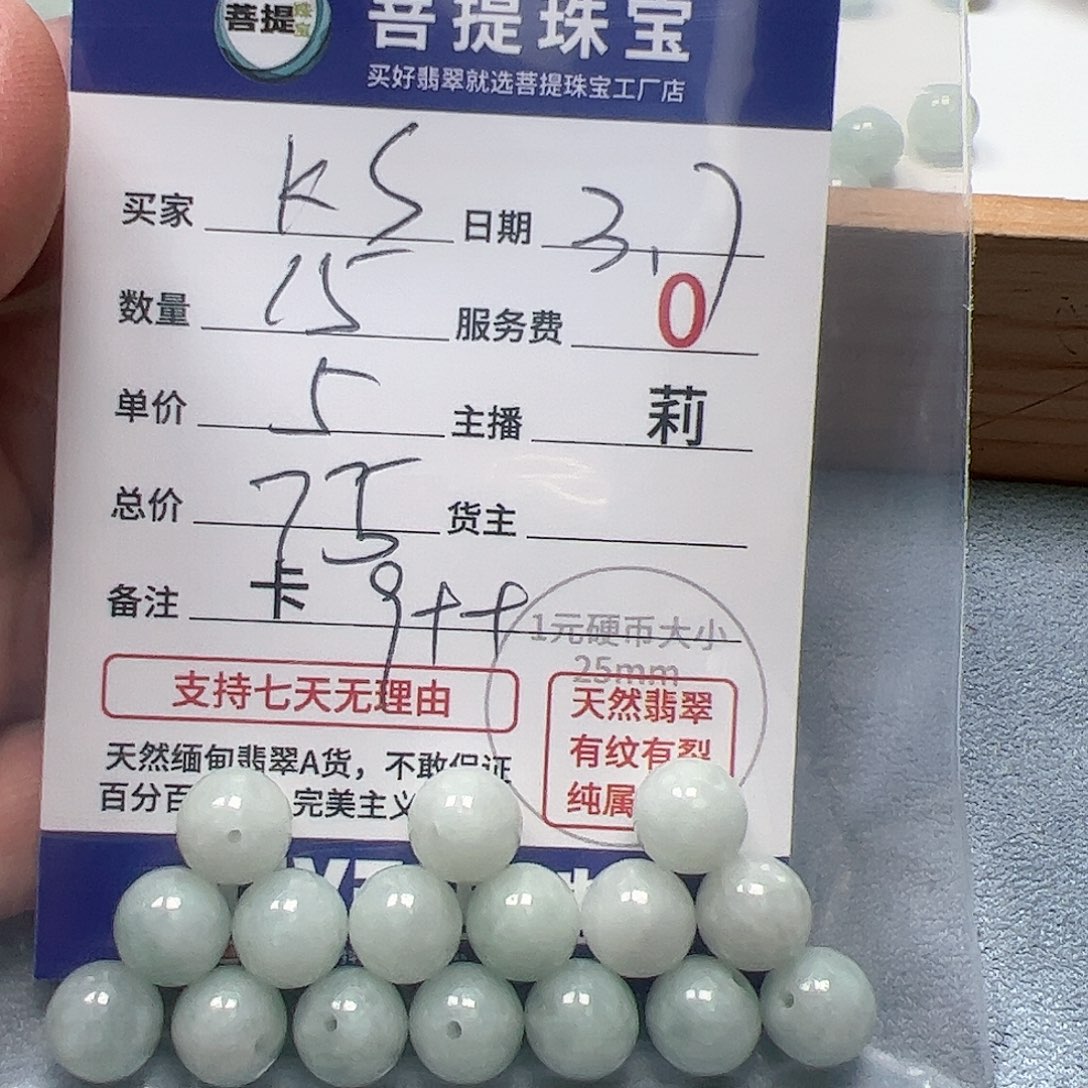 菩提珠宝
菩提珠宝
买好翡翠就选菩提珠宝工厂店
买家 KS 日期 3.7
数量 15 服务费 0
单价 5 主播 莉
总价 75 货主
备注 卡 9++
1元硬币大小
25mm
支持七天无理由
天然翡翠
有纹有裂
纯属
天然缅甸翡翠A货，不敢保证
百分百 完美主义